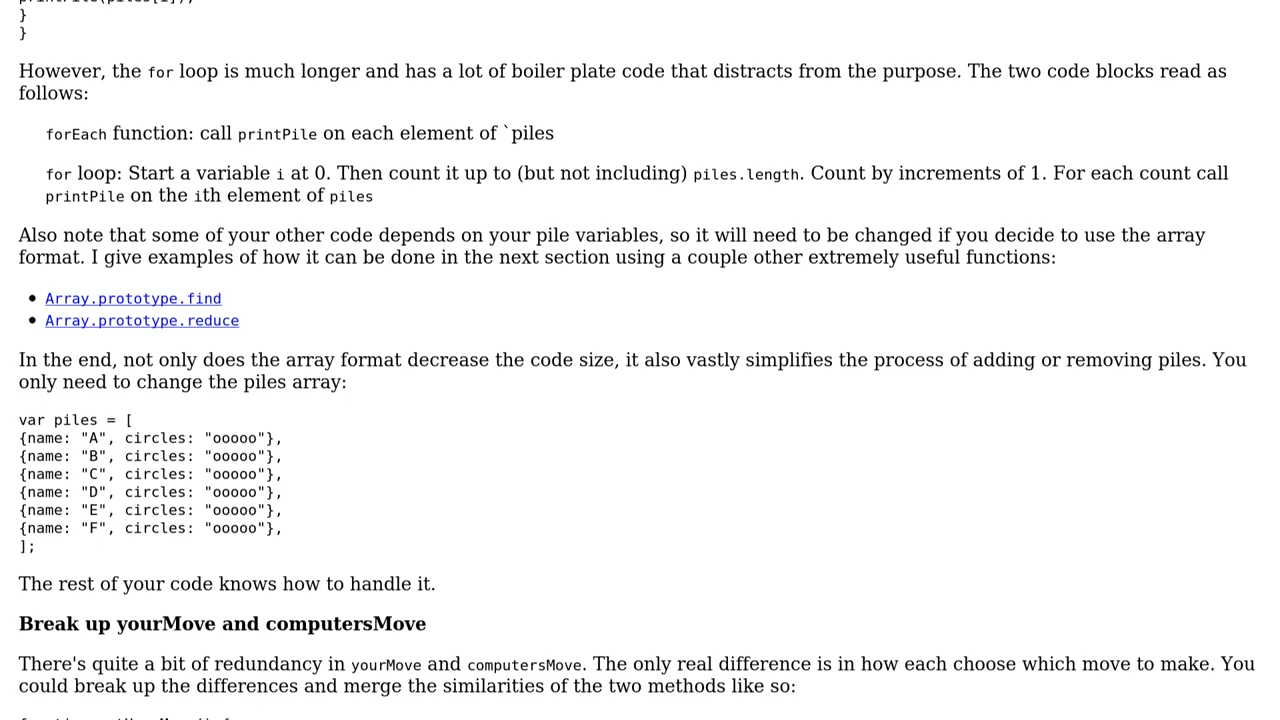 }
}
However, the for loop is much longer and has a lot of boiler plate code that distracts from the purpose. The two code blocks read as
follows:
forEach function: call printPile on each element of `piles
for loop: Start a variable i at 0. Then count it up to (but not including) piles.length. Count by increments of 1. For each count call
printPile on the ith element of piles
Also note that some of your other code depends on your pile variables, so it will need to be changed if you decide to use the array
format. I give examples of how it can be done in the next section using a couple other extremely useful functions:
• Array.prototype.find
• Array.prototype.reduce
In the end, not only does the array format decrease the code size, it also vastly simplifies the process of adding or removing piles. You
only need to change the piles array:
var piles = [
{name: "A", circles: "ooooo"},
{name: "B", circles: "ooooo"},
{name: "C", circles: "ooooo"},
{name: "D", circles: "ooooo"},
{name: "E", circles: "ooooo"},
{name: "F", circles: "ooooo"},
];
The rest of your code knows how to handle it.
Break up yourMove and computersMove
There's quite a bit of redundancy in yourMove and computersMove. The only real difference is in how each choose which move to make. You
could break up the differences and merge the similarities of the two methods like so: